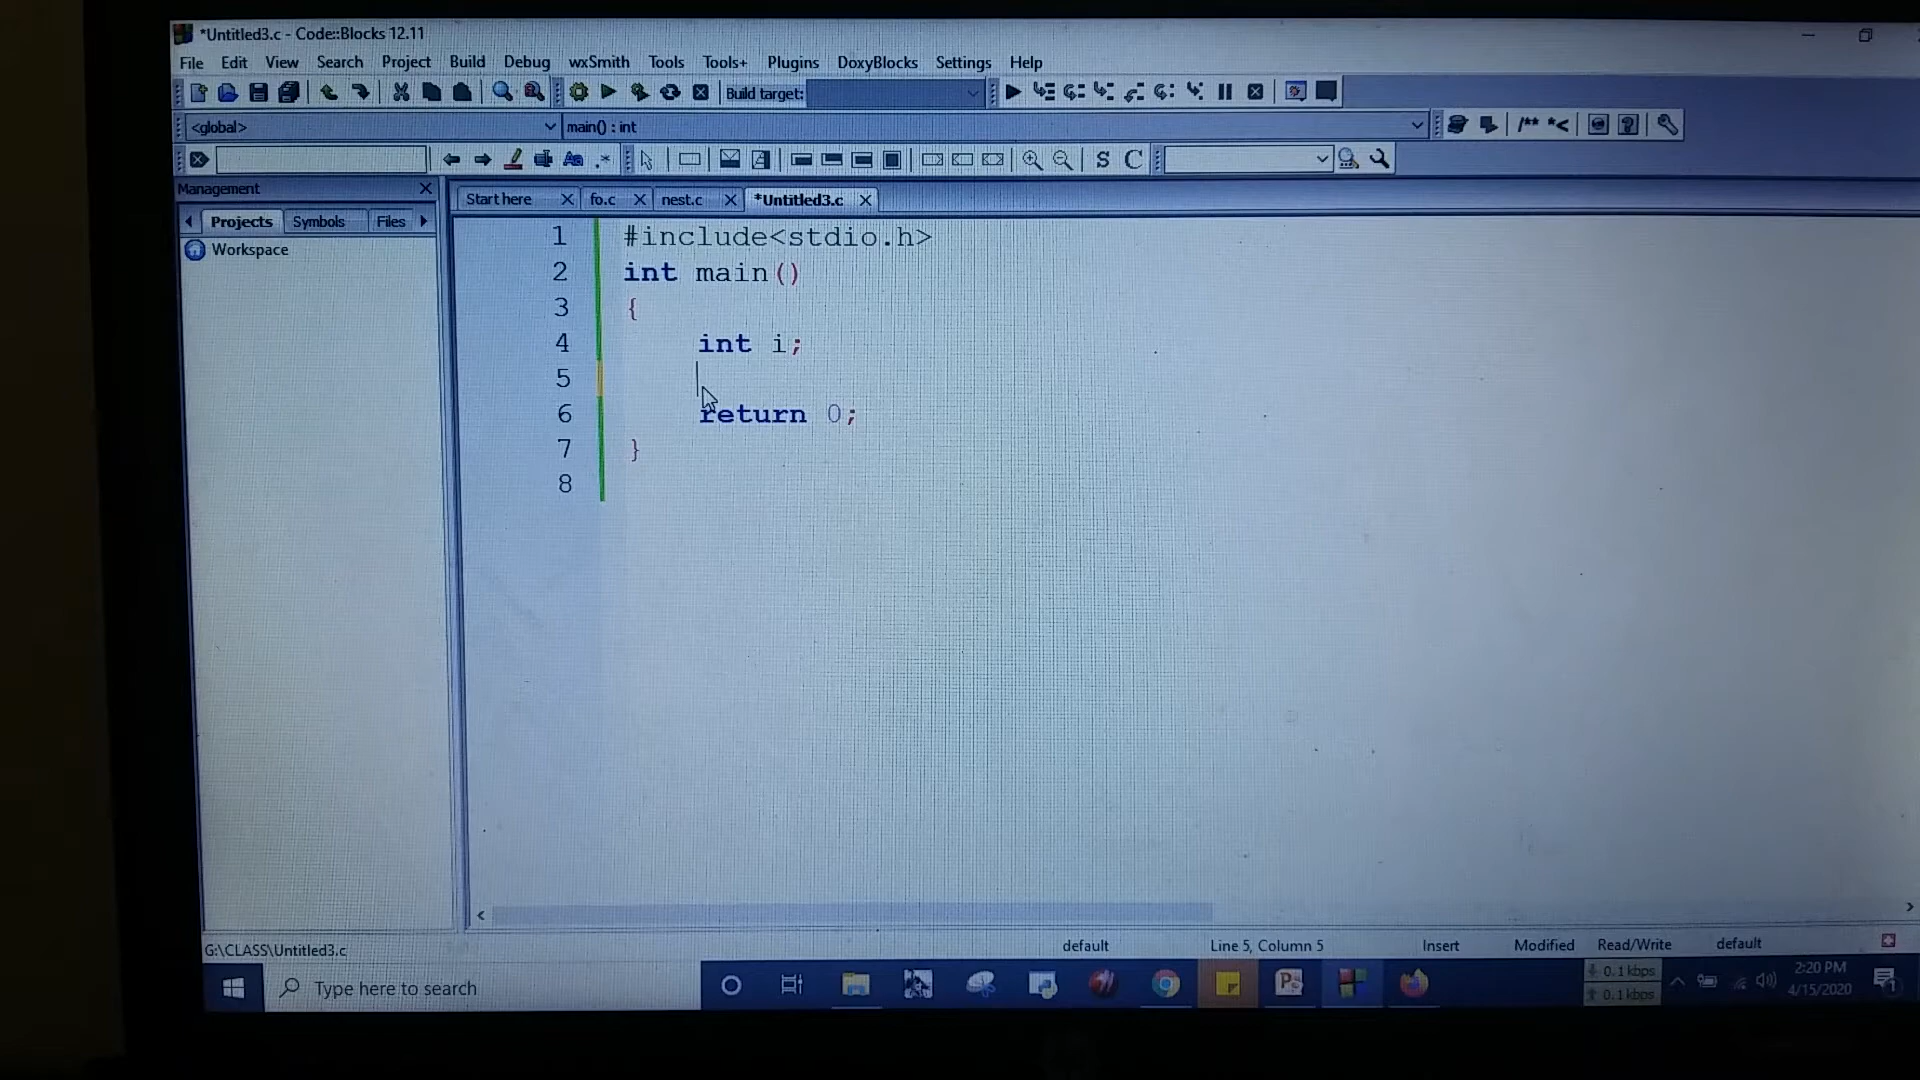 *Untitled3.c - Code::Blocks 12.11
File Edit View Search Project Build Debug wxSmith Tools Tools+ Plugins DoxyBlocks Settings Help
Build target:
<global> main() : int
/** *<
Aa .* S C
Management
Projects Symbols Files
Workspace
Start here fo.c nest.c *Untitled3.c
1 #include<stdio.h>
2 int main()
3 {
4 int i;
5
6 return 0;
7 }
8
G:\CLASS\Untitled3.c default Line 5, Column 5 Insert Modified Read/Write default
Type here to search
0.1 kbps
0.1 kbps
2:20 PM
4/15/2020
1